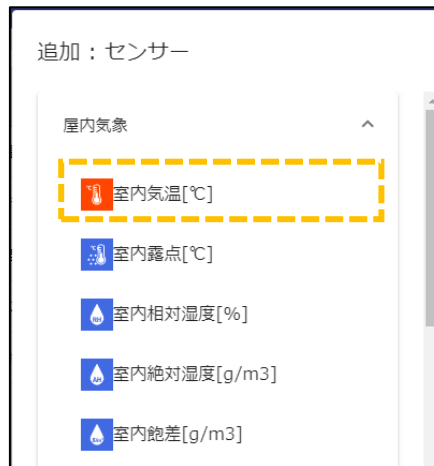 追加：センサー
屋内気象
室内気温[℃]
室内露点[℃]
室内相対湿度[%]
室内絶対湿度[g/m3]
室内飽差[g/m3]